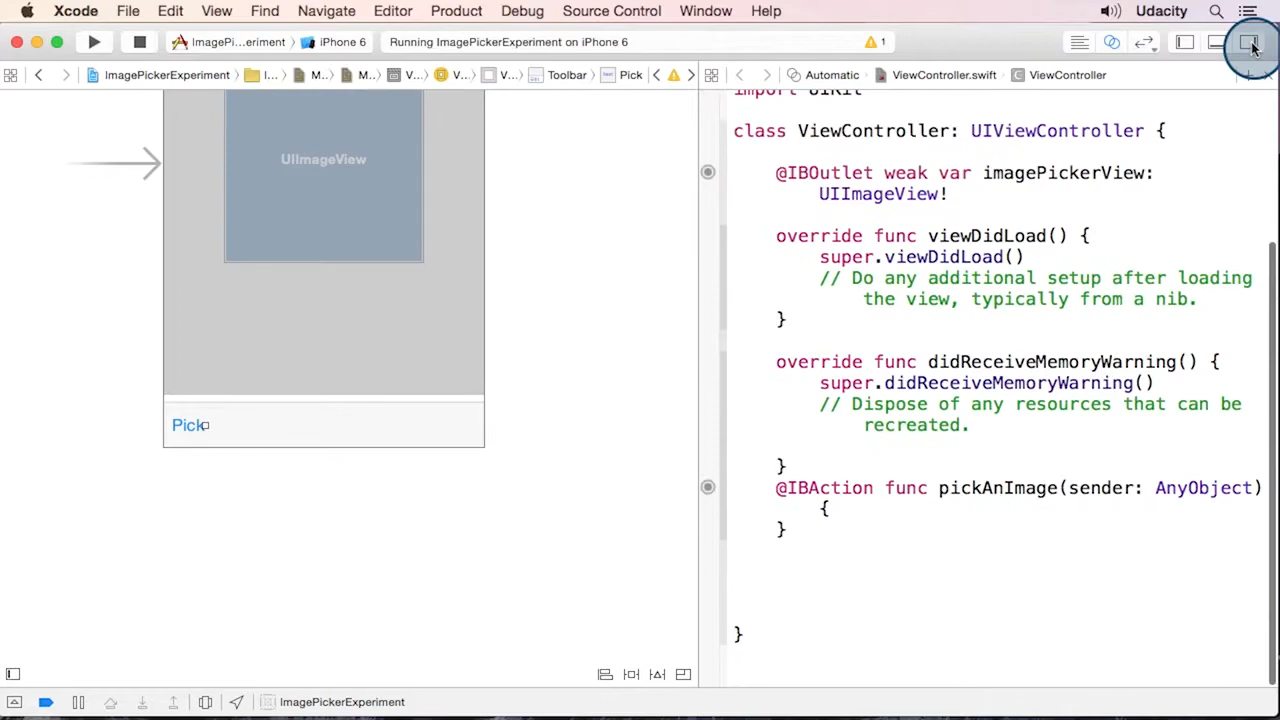 Xcode File Edit View Find Navigate Editor Product Debug Source Control Window Help Udacity
ImagePi…eriment iPhone 6 Running ImagePickerExperiment on iPhone 6 1
ImagePickerExperiment I… M… M… V… V… V… Toolbar Pick Automatic ViewController.swift ViewController
import UIKit
class ViewController: UIViewController {
UIImageView
@IBOutlet weak var imagePickerView:
UIImageView!
override func viewDidLoad() {
super.viewDidLoad()
// Do any additional setup after loading
the view, typically from a nib.
}
override func didReceiveMemoryWarning() {
super.didReceiveMemoryWarning()
// Dispose of any resources that can be
recreated.
}
Pick
@IBAction func pickAnImage(sender: AnyObject)
{
}
}
ImagePickerExperiment